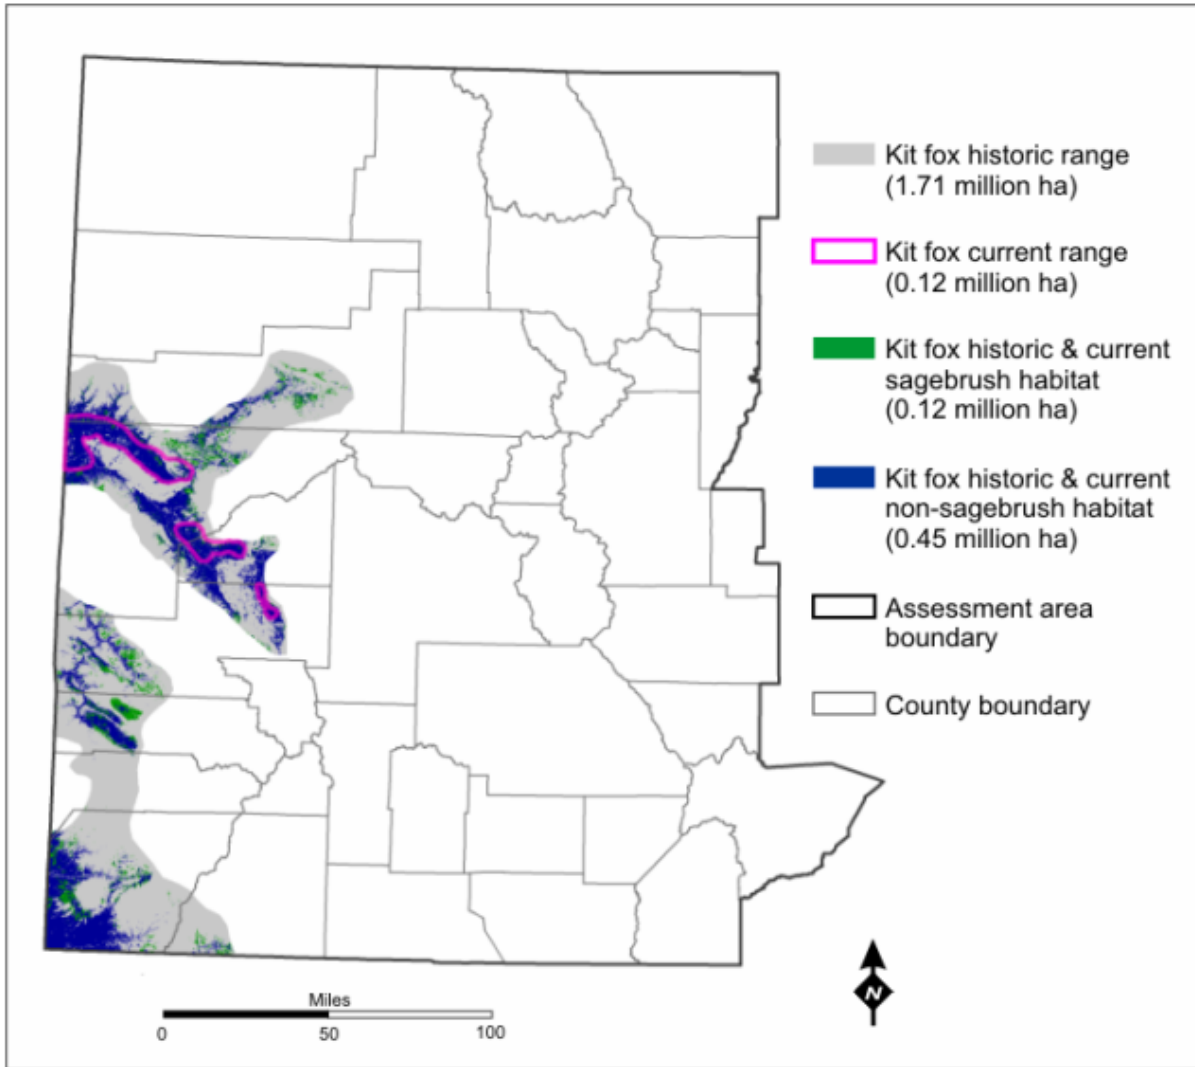 Kit fox historic range
(1.71 million ha)
Kit fox current range
(0.12 million ha)
Kit fox historic & current
sagebrush habitat
(0.12 million ha)
Kit fox historic & current
non-sagebrush habitat
(0.45 million ha)
Assessment area
boundary
County boundary
N
Miles
0 50 100